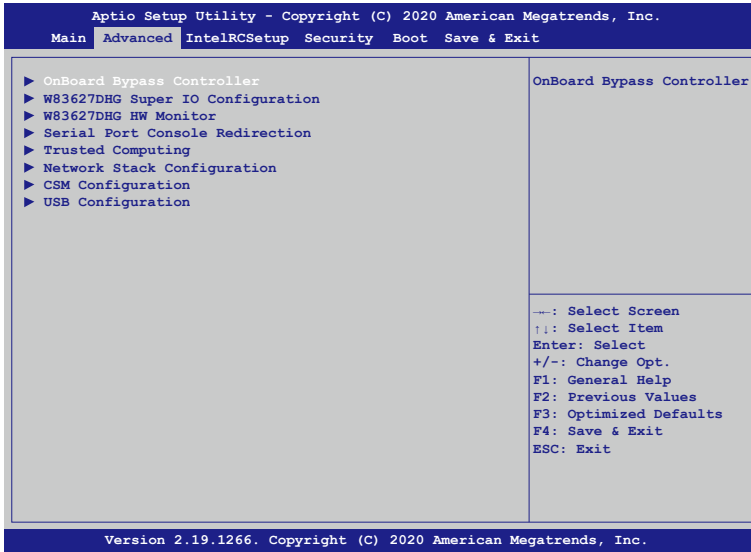 Aptio Setup Utility - Copyright (C) 2020 American Megatrends, Inc.
Main Advanced IntelRCSetup Security Boot Save & Exit
► OnBoard Bypass Controller
► W83627DHG Super IO Configuration
► W83627DHG HW Monitor
► Serial Port Console Redirection
► Trusted Computing
► Network Stack Configuration
► CSM Configuration
► USB Configuration
OnBoard Bypass Controller
→←: Select Screen
↑↓: Select Item
Enter: Select
+/-: Change Opt.
F1: General Help
F2: Previous Values
F3: Optimized Defaults
F4: Save & Exit
ESC: Exit
Version 2.19.1266. Copyright (C) 2020 American Megatrends, Inc.